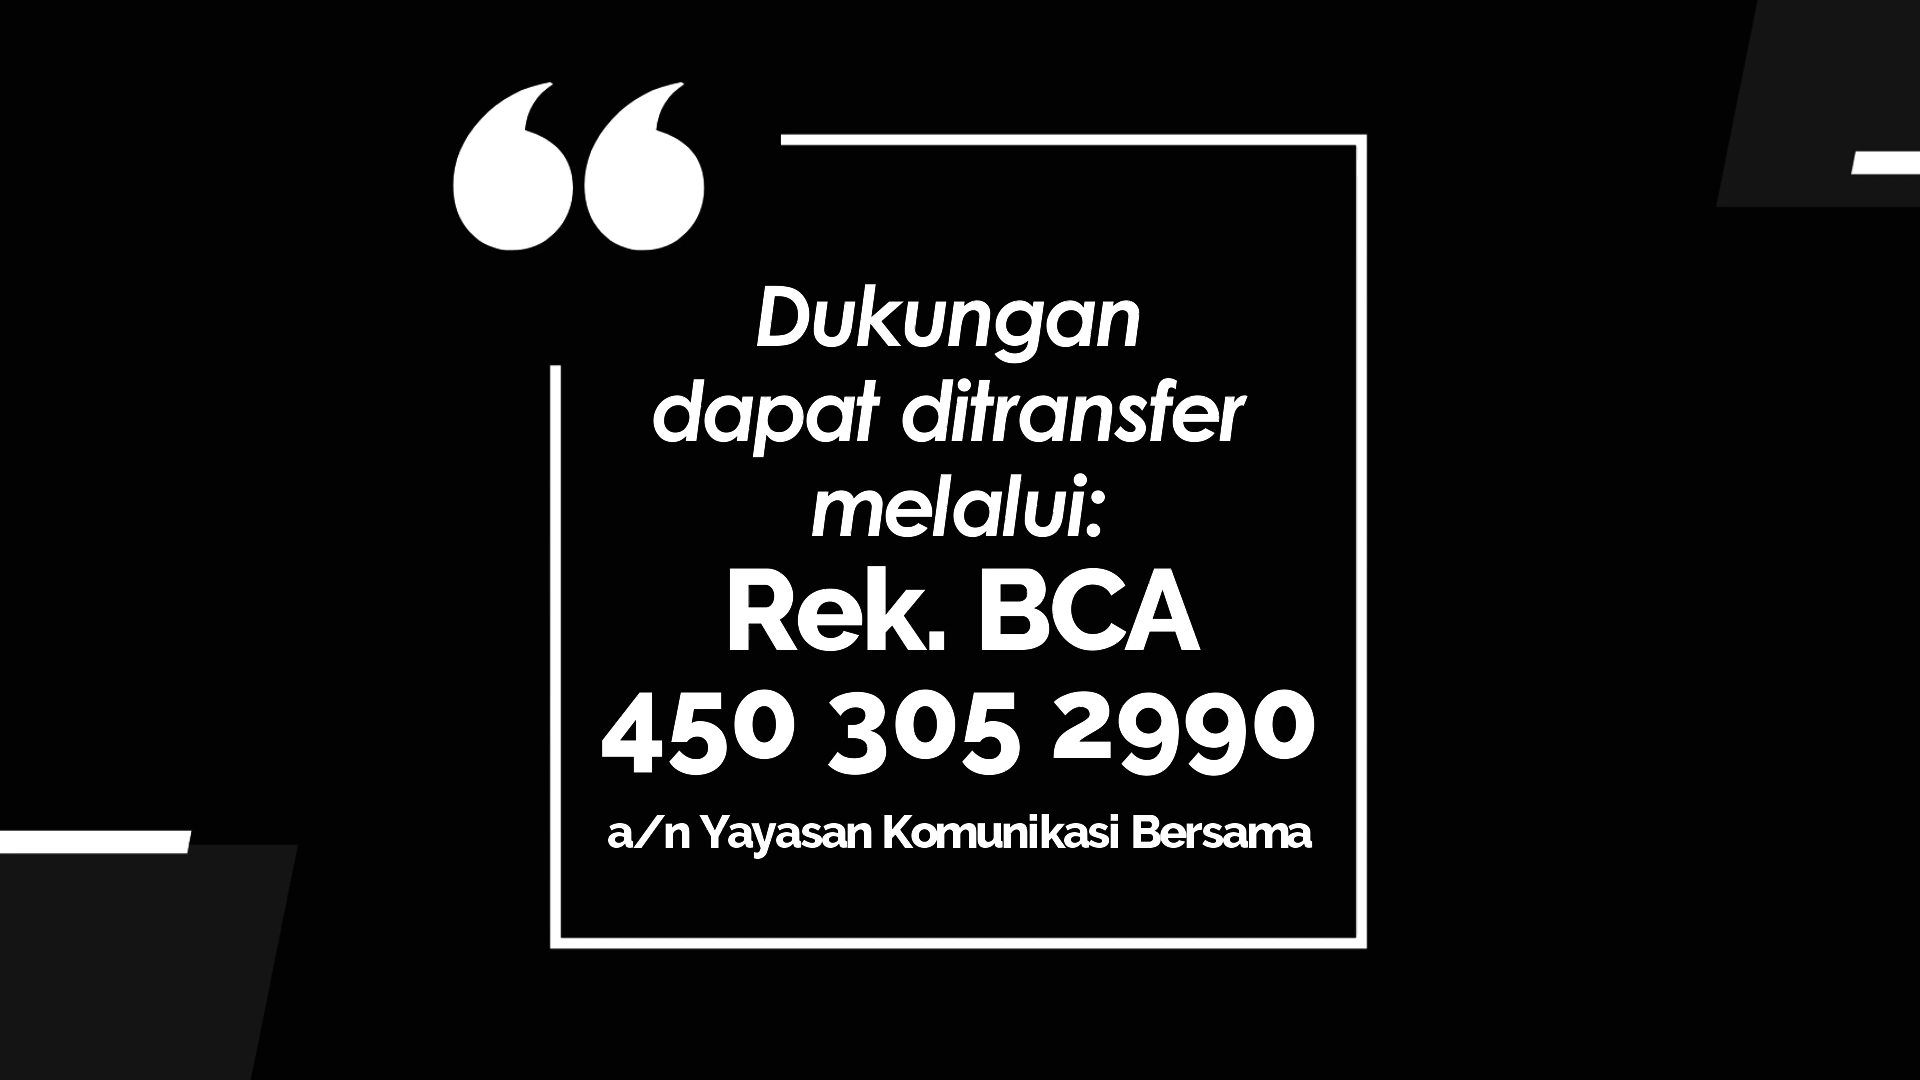 Dukungan
dapat ditransfer
melalui:
Rek. BCA
450 305 2990
a/n Yayasan Komunikasi Bersama